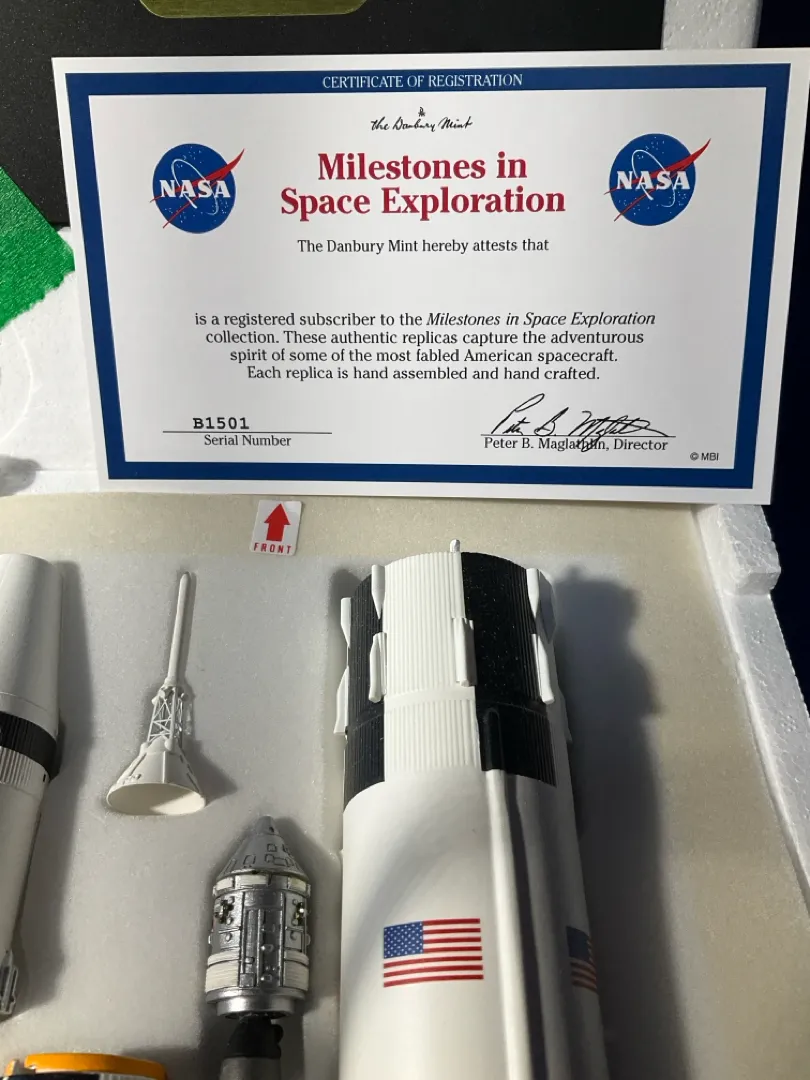 CERTIFICATE OF REGISTRATION
the Danbury Mint
NASA
Milestones in
NASA
Space Exploration
The Danbury Mint hereby attests that
is a registered subscriber to the Milestones in Space Exploration
collection. These authentic replicas capture the adventurous
spirit of some of the most fabled American spacecraft.
Each replica is hand assembled and hand crafted.
B1501
Serial Number
Peter B. Maglathlin
Peter B. Maglathlin, Director
© MBI
FRONT